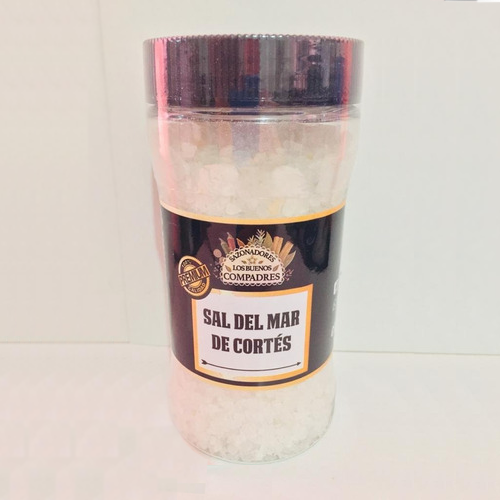 SAZONADORES
LOS BUENOS
COMPADRES
PREMIUM
SAL DEL MAR
DE CORTÉS